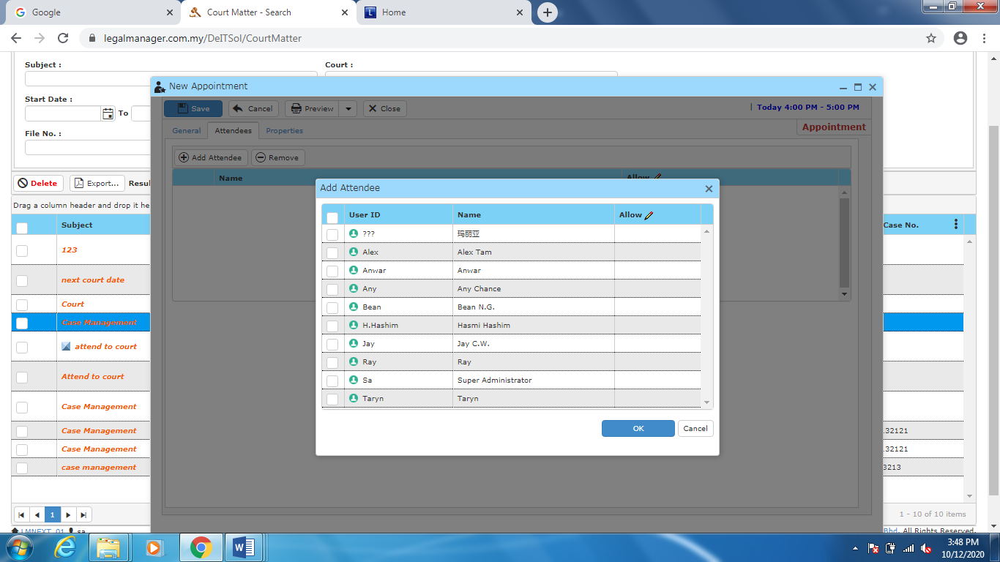 Google
Court Matter - Search
Home
legalmanager.com.my/DeITSol/CourtMatter
Subject :
Court :
New Appointment
Start Date :
To
Save
Cancel
Preview
Close
Today 4:00 PM - 5:00 PM
General
Attendees
Properties
Appointment
File No. :
Add Attendee
Remove
Name
Allow
Delete
Export...
Resul
Drag a column header and drop it he
Subject
Case No.
123
next court date
Court
Case Management
attend to court
Attend to court
Case Management
Case Management
32121
Case Management
32121
case management
3213
Add Attendee
User ID Name Allow
??? 玛丽亚
Alex Alex Tam
Anwar Anwar
Any Any Chance
Bean Bean N.G.
H.Hashim Hasmi Hashim
Jay Jay C.W.
Ray Ray
Sa Super Administrator
Taryn Taryn
OK Cancel
1
1 - 10 of 10 items
LMNEXT_01 sa
Bhd. All Rights Reserved.
3:48 PM
10/12/2020